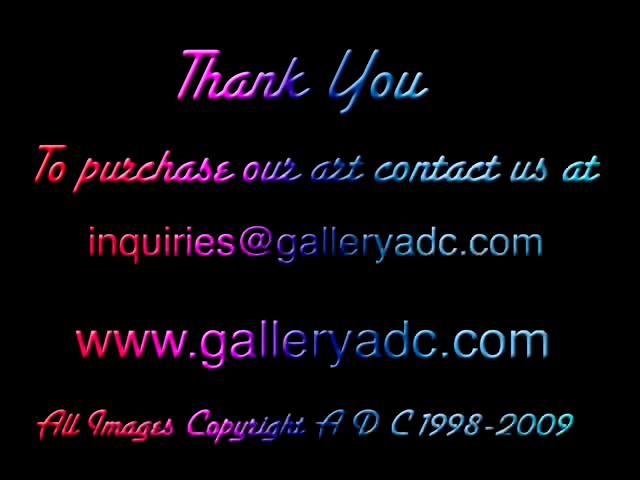 Thank You
To purchase our art contact us at
inquiries@galleryadc.com
www.galleryadc.com
All Images Copyright A D C 1998-2009